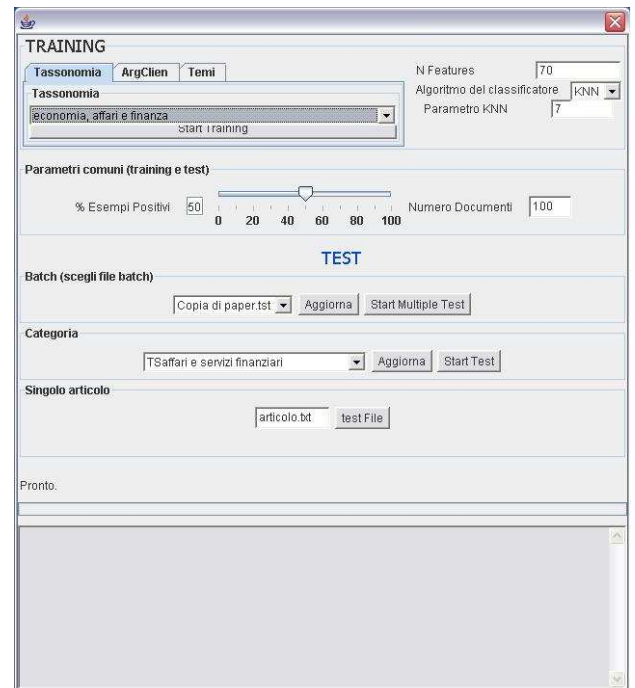 TRAINING
Tassonomia ArgClien Temi
Tassonomia
economia, affari e finanza
Start Training
N Features 70
Algoritmo del classificatore KNN
Parametro KNN 7
Parametri comuni (training e test)
% Esempi Positivi 50
0 20 40 60 80 100
Numero Documenti 100
TEST
Batch (scegli file batch)
Copia di paper.tst Aggiorna Start Multiple Test
Categoria
TSaffari e servizi finanziari Aggiorna Start Test
Singolo articolo
articolo.txt test File
Pronto.